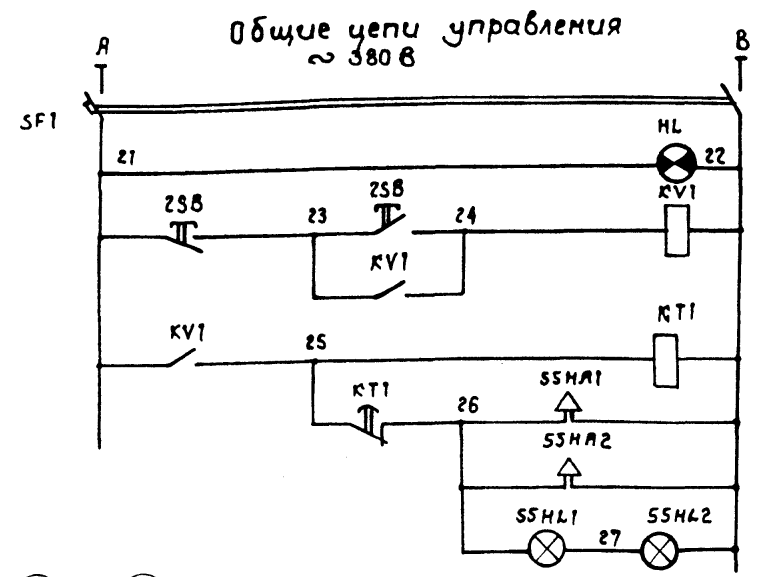 Общие цепи управления
~ 380 В
А
В
SF1
HL
21
22
2SB
2SB
KV1
23
24
KV1
KV1
25
KT1
KT1
26
55HA1
55HA2
55HL1
27
55HL2